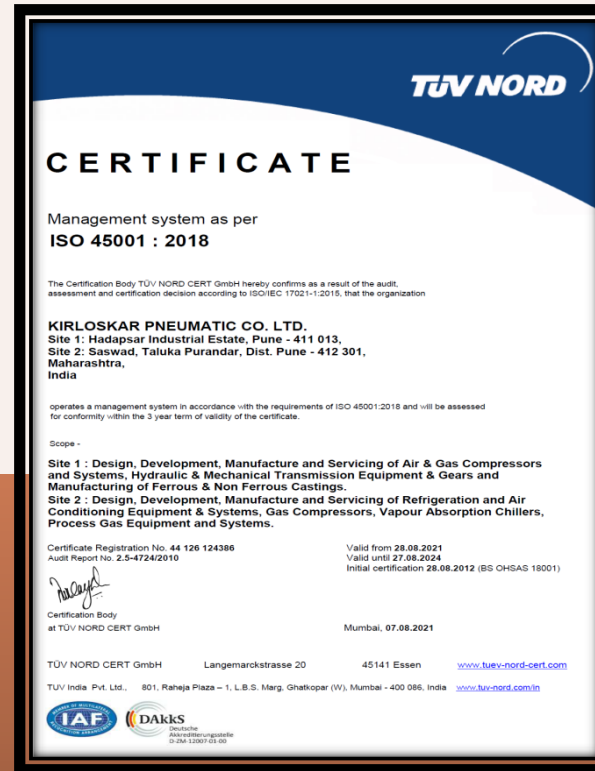 TÜV NORD
CERTIFICATE
Management system as per
ISO 45001 : 2018
The Certification Body TÜV NORD CERT GmbH hereby confirms as a result of the audit,
assessment and certification decision according to ISO/IEC 17021-1:2015, that the organization
KIRLOSKAR PNEUMATIC CO. LTD.
Site 1: Hadapsar Industrial Estate, Pune - 411 013,
Site 2: Saswad, Taluka Purandar, Dist. Pune - 412 301,
Maharashtra,
India
operates a management system in accordance with the requirements of ISO 45001:2018 and will be assessed
for conformity within the 3 year term of validity of the certificate.
Scope -
Site 1 : Design, Development, Manufacture and Servicing of Air & Gas Compressors
and Systems, Hydraulic & Mechanical Transmission Equipment & Gears and
Manufacturing of Ferrous & Non Ferrous Castings.
Site 2 : Design, Development, Manufacture and Servicing of Refrigeration and Air
Conditioning Equipment & Systems, Gas Compressors, Vapour Absorption Chillers,
Process Gas Equipment and Systems.
Certificate Registration No. 44 126 124386
Audit Report No. 2.5-4724/2010
Valid from 28.08.2021
Valid until 27.08.2024
Initial certification 28.08.2012 (BS OHSAS 18001)
Certification Body
at TÜV NORD CERT GmbH
Mumbai, 07.08.2021
TÜV NORD CERT GmbH Langemarckstrasse 20 45141 Essen www.tuev-nord-cert.com
TUV India Pvt. Ltd., 801, Raheja Plaza – 1, L.B.S. Marg, Ghatkopar (W), Mumbai - 400 086, India www.tuv-nord.com/in
IAF
DAkkS
Deutsche
Akkreditierungsstelle
D-ZM-12007-01-00